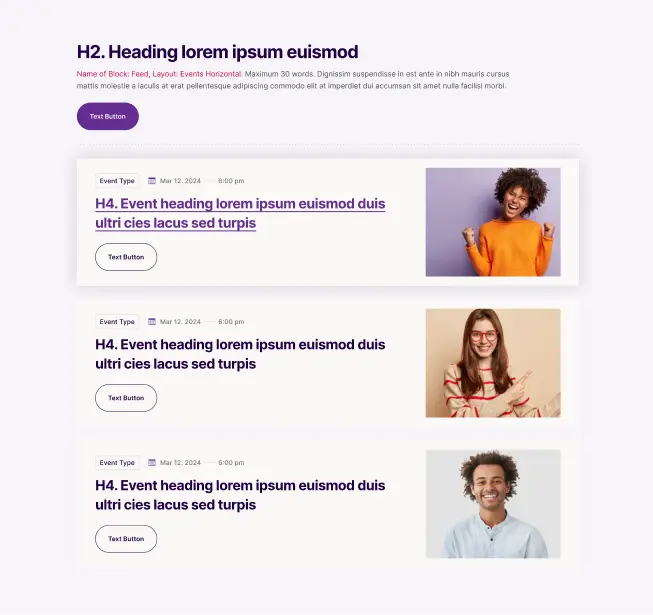 H2. Heading lorem ipsum euismod
Name of Block: Feed, Layout: Events Horizontal. Maximum 30 words. Dignissim suspendisse in est ante in nibh mauris cursus
mattis molestie a iaculis at erat pellentesque adipiscing commodo elit at imperdiet dui accumsan sit amet nulla facilisi morbi.
Text Button
Event Type Mar 12. 2024 6:00 pm
H4. Event heading lorem ipsum euismod duis
ultri cies lacus sed turpis
Text Button
Event Type Mar 12. 2024 6:00 pm
H4. Event heading lorem ipsum euismod duis
ultri cies lacus sed turpis
Text Button
Event Type Mar 12. 2024 6:00 pm
H4. Event heading lorem ipsum euismod duis
ultri cies lacus sed turpis
Text Button